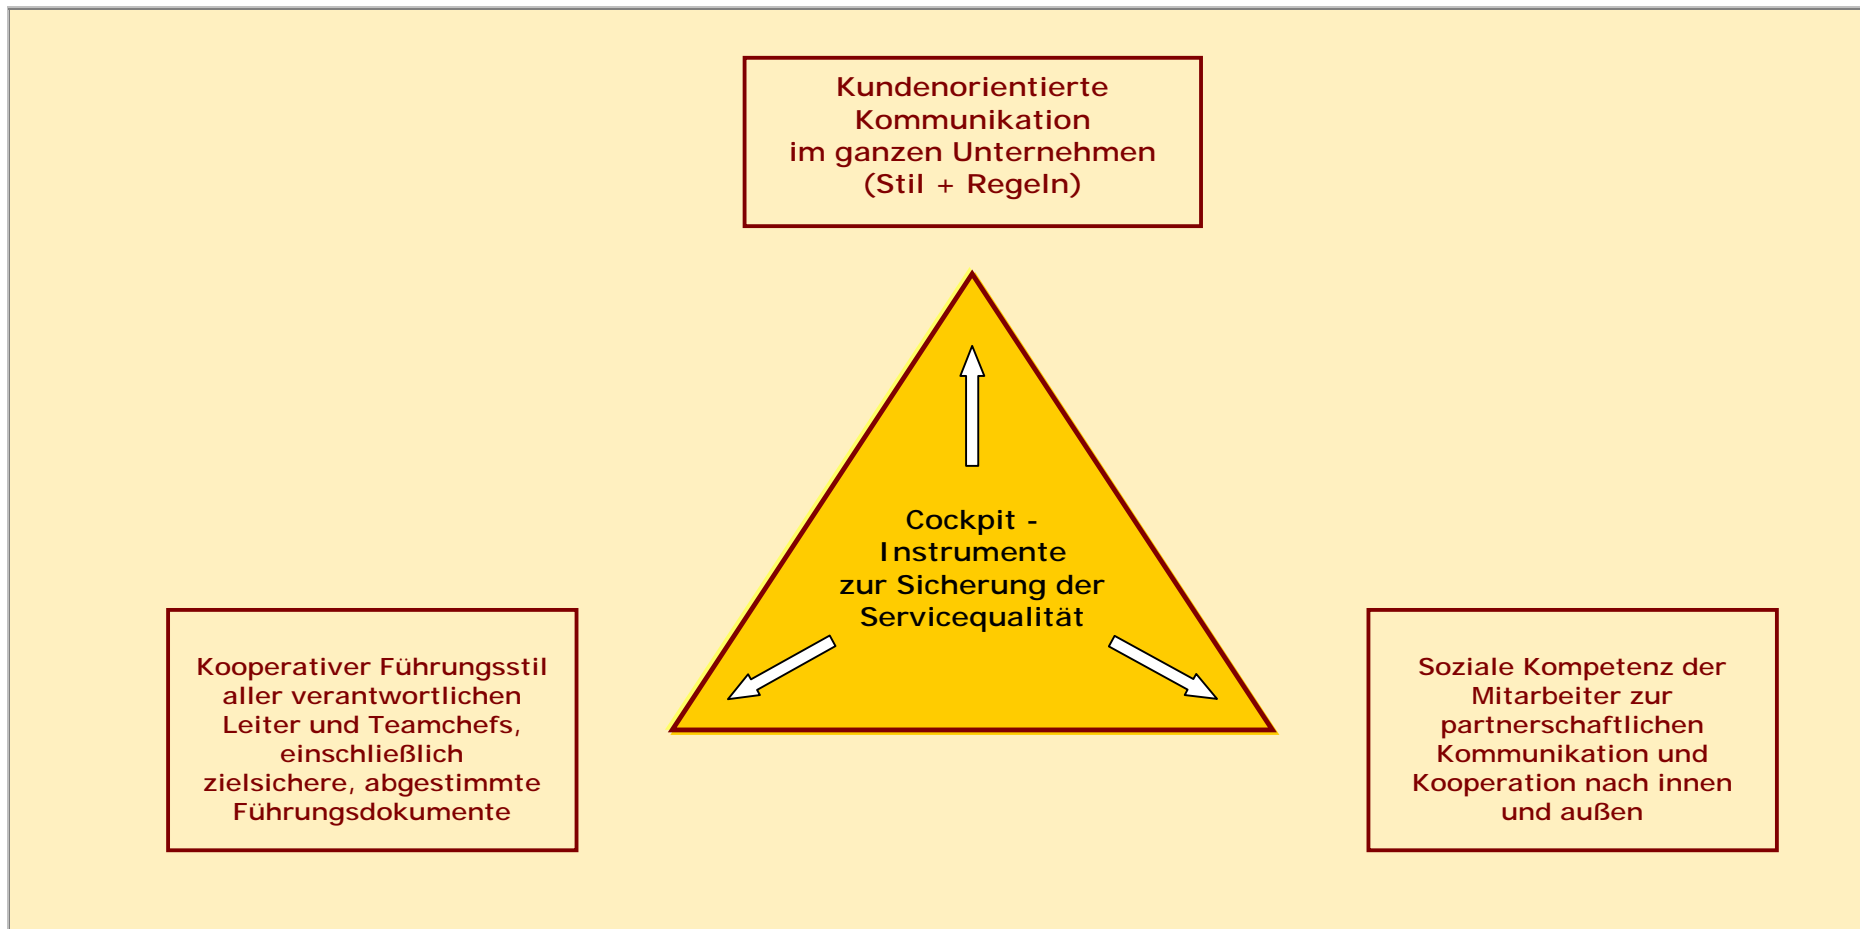 Kundenorientierte
Kommunikation
im ganzen Unternehmen
(Stil + Regeln)
Cockpit -
Instrumente
zur Sicherung der
Servicequalität
Kooperativer Führungsstil
aller verantwortlichen
Leiter und Teamchefs,
einschließlich
zielsichere, abgestimmte
Führungsdokumente
Soziale Kompetenz der
Mitarbeiter zur
partnerschaftlichen
Kommunikation und
Kooperation nach innen
und außen